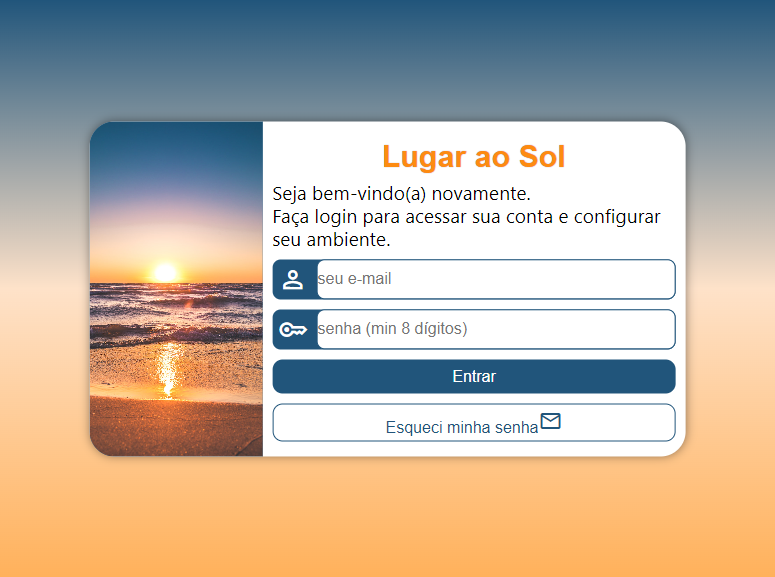 Lugar ao Sol
Seja bem-vindo(a) novamente.
Faça login para acessar sua conta e configurar
seu ambiente.
seu e-mail
senha (min 8 dígitos)
Entrar
Esqueci minha senha